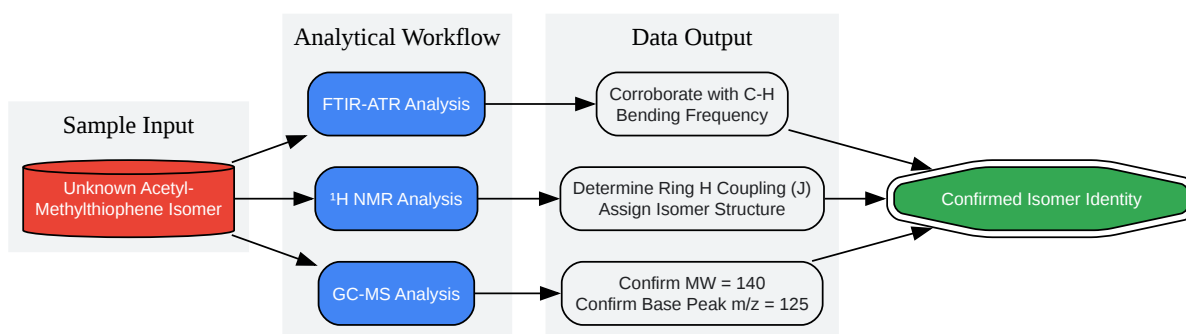 Analytical Workflow
Data Output
Sample Input
FTIR-ATR Analysis
Corroborate with C-H
Bending Frequency
Unknown Acetyl-
Methylthiophene Isomer
¹H NMR Analysis
Determine Ring H Coupling (J)
Assign Isomer Structure
Confirmed Isomer Identity
GC-MS Analysis
Confirm MW = 140
Confirm Base Peak m/z = 125